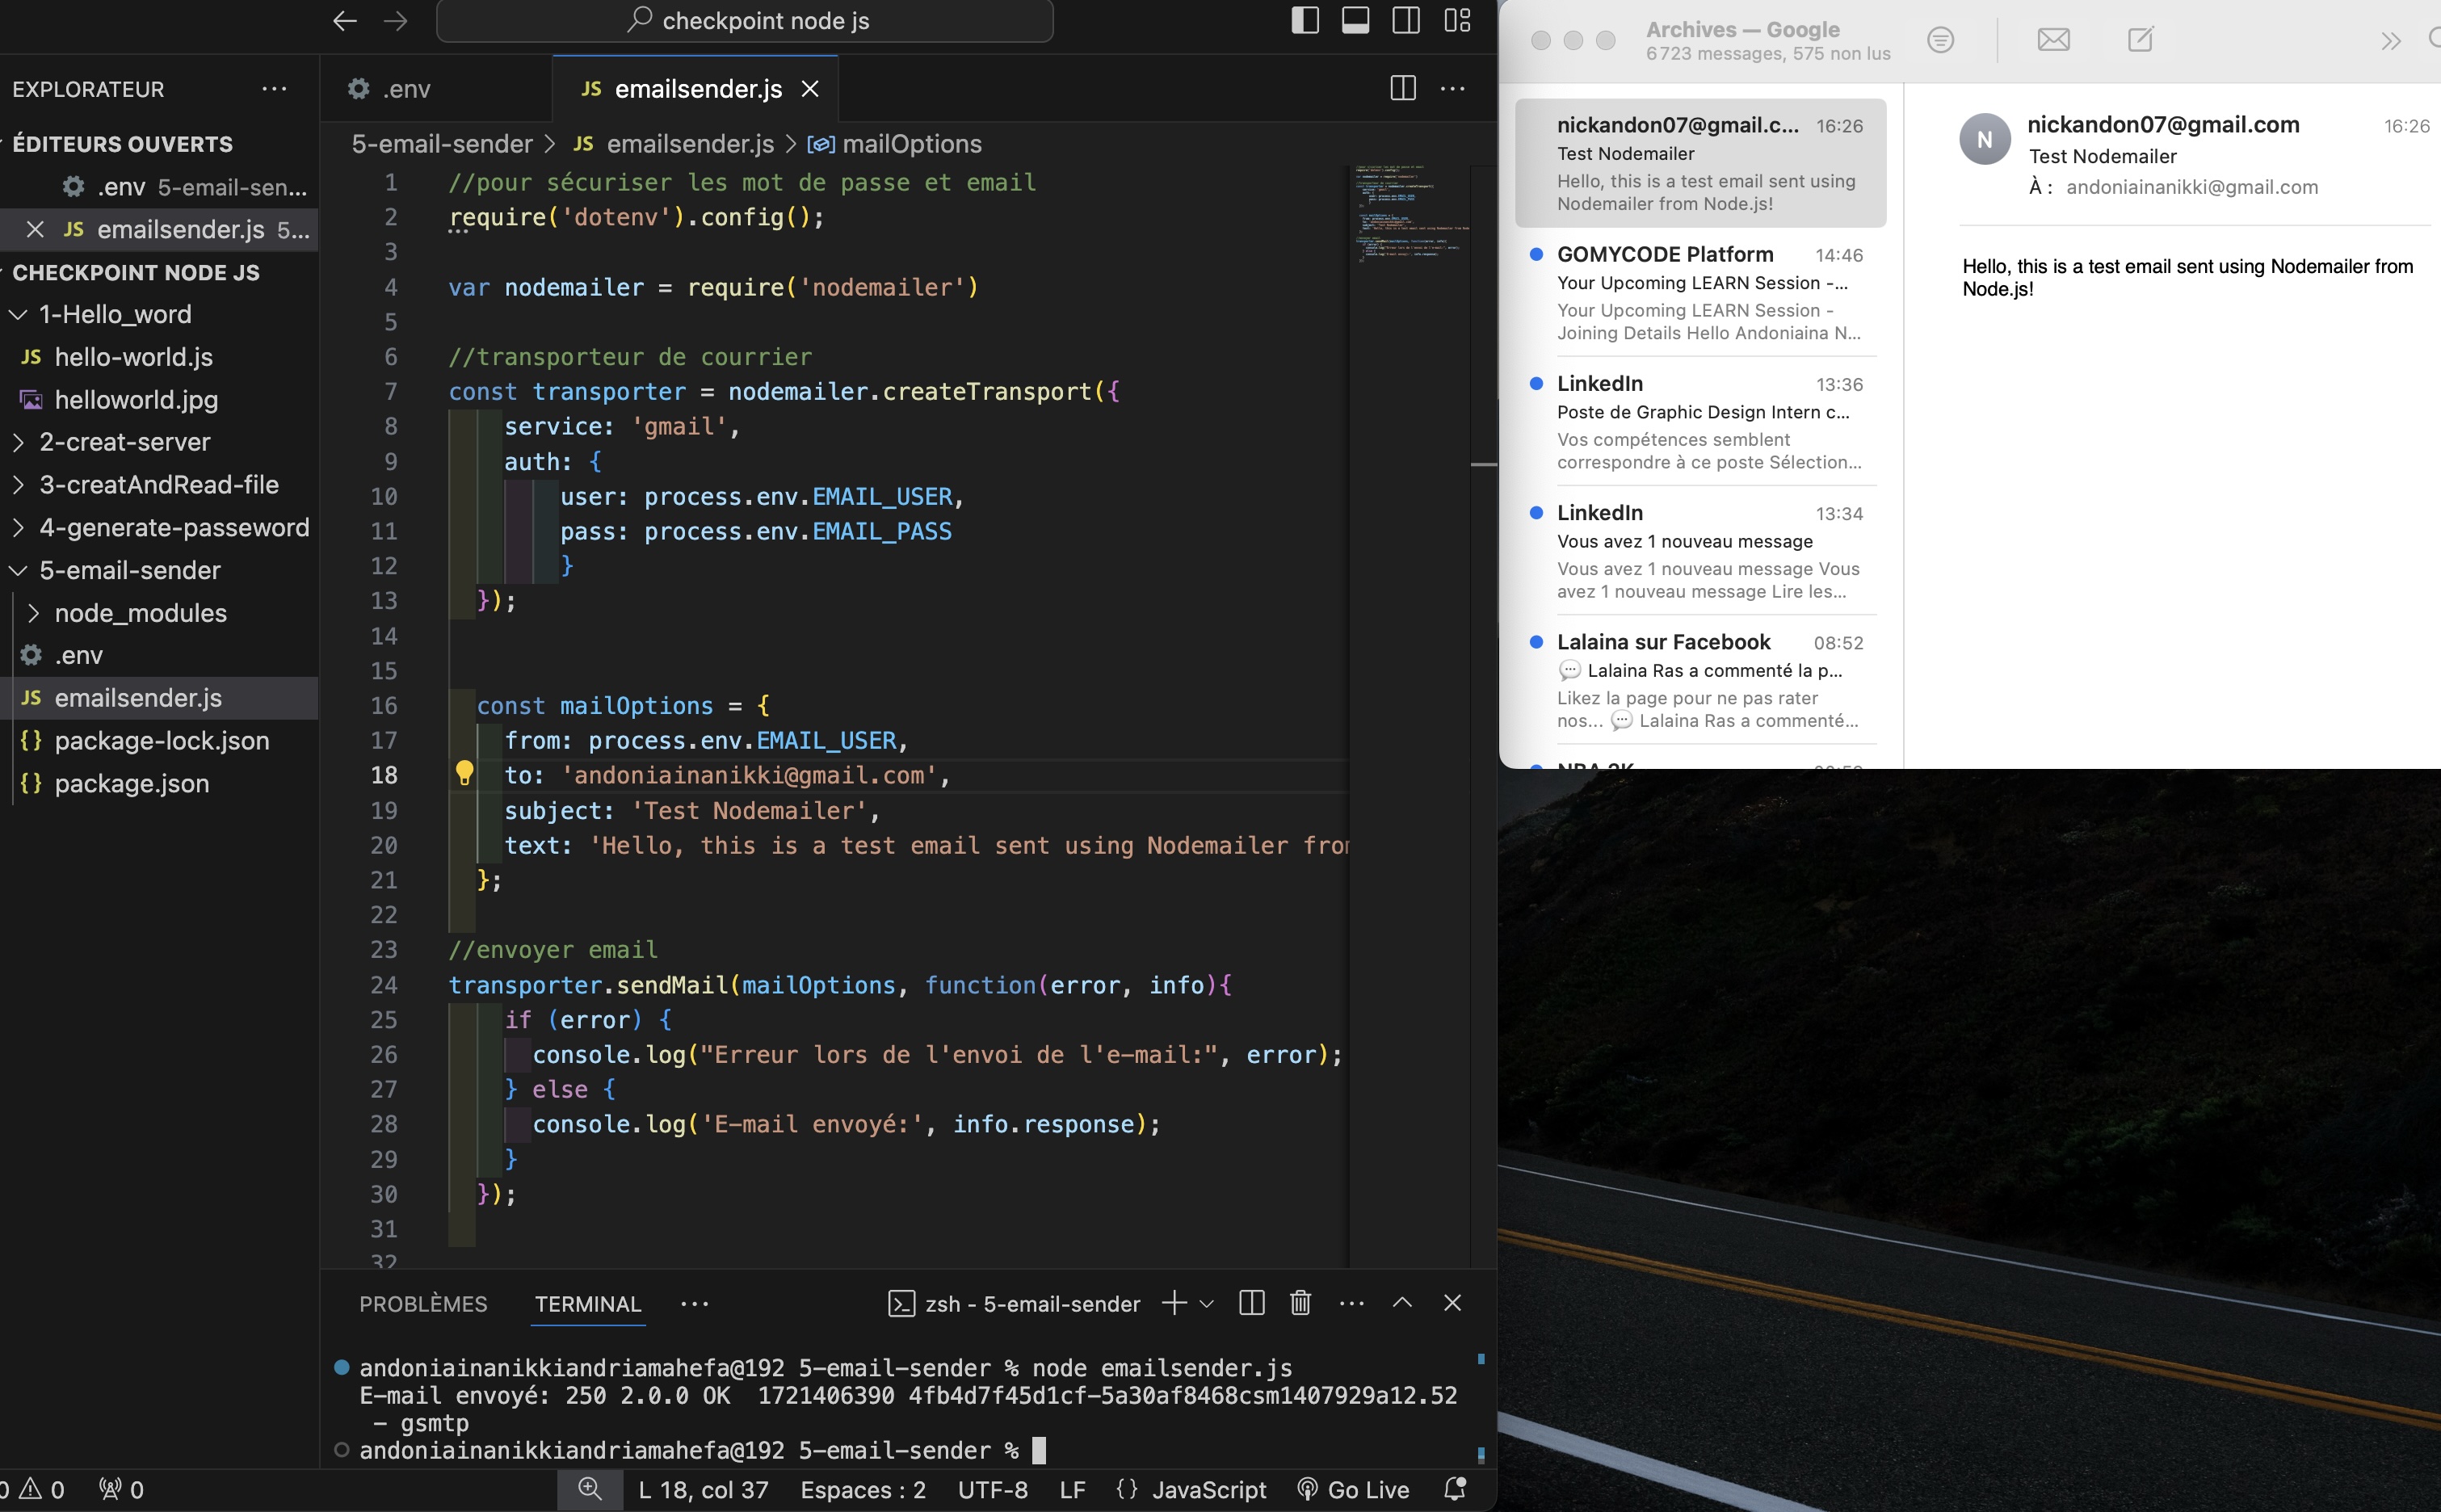 checkpoint node js
EXPLORATEUR
ÉDITEURS OUVERTS
.env 5-email-sen...
emailsender.js 5...
CHECKPOINT NODE JS
1-Hello_word
JS hello-world.js
helloworld.jpg
2-creat-server
3-creatAndRead-file
4-generate-passeword
5-email-sender
node_modules
.env
JS emailsender.js
{} package-lock.json
{} package.json
.env
JS emailsender.js
5-email-sender > JS emailsender.js > mailOptions
1 //pour sécuriser les mot de passe et email
2 require('dotenv').config();
3
4 var nodemailer = require('nodemailer')
5
6 //transporteur de courrier
7 const transporter = nodemailer.createTransport({
8 service: 'gmail',
9 auth: {
10 user: process.env.EMAIL_USER,
11 pass: process.env.EMAIL_PASS
12 }
13 });
14
15
16 const mailOptions = {
17 from: process.env.EMAIL_USER,
18 to: 'andoniainanikki@gmail.com',
19 subject: 'Test Nodemailer',
20 text: 'Hello, this is a test email sent using Nodemailer from
21 };
22
23 //envoyer email
24 transporter.sendMail(mailOptions, function(error, info){
25 if (error) {
26 console.log("Erreur lors de l'envoi de l'e-mail:", error);
27 } else {
28 console.log('E-mail envoyé:', info.response);
29 }
30 });
31
32
PROBLÈMES TERMINAL ... zsh - 5-email-sender
andoniainanikkiandriamahefa@192 5-email-sender % node emailsender.js
E-mail envoyé: 250 2.0.0 OK  1721406390 4fb4d7f45d1cf-5a30af8468csm1407929a12.52
- gsmtp
andoniainanikkiandriamahefa@192 5-email-sender %
0 0 0 L 18, col 37 Espaces : 2 UTF-8 LF {} JavaScript Go Live
Archives — Google
6 723 messages, 575 non lus
nickandon07@gmail.c... 16:26
Test Nodemailer
Hello, this is a test email sent using
Nodemailer from Node.js!
GOMYCODE Platform 14:46
Your Upcoming LEARN Session -...
Your Upcoming LEARN Session -
Joining Details Hello Andoniaina N...
LinkedIn 13:36
Poste de Graphic Design Intern c...
Vos compétences semblent
correspondre à ce poste Sélection...
LinkedIn 13:34
Vous avez 1 nouveau message
Vous avez 1 nouveau message Vous
avez 1 nouveau message Lire les...
Lalaina sur Facebook 08:52
💬 Lalaina Ras a commenté la p...
Likez la page pour ne pas rater
nos... 💬 Lalaina Ras a commenté...
NBA 2K
N
nickandon07@gmail.com 16:26
Test Nodemailer
À : andoniainanikki@gmail.com
Hello, this is a test email sent using Nodemailer from
Node.js!